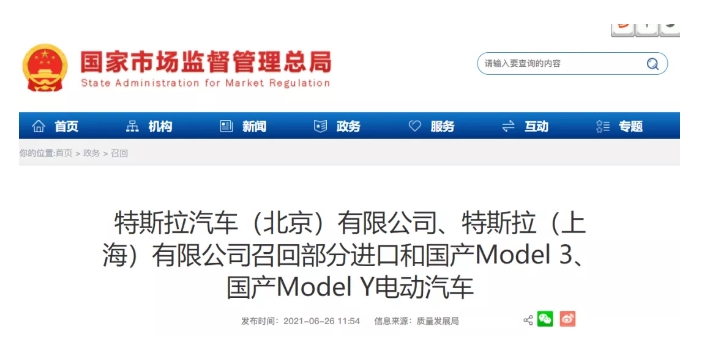 国家市场监督管理总局
State Administration for Market Regulation
请输入要查询的内容
首页 机构 新闻 政务 服务 互动 专题
你的位置:首页 > 政务 > 召回
特斯拉汽车（北京）有限公司、特斯拉（上
海）有限公司召回部分进口和国产Model 3、
国产Model Y电动汽车
发布时间：2021-06-26 11:54 信息来源：质量发展局